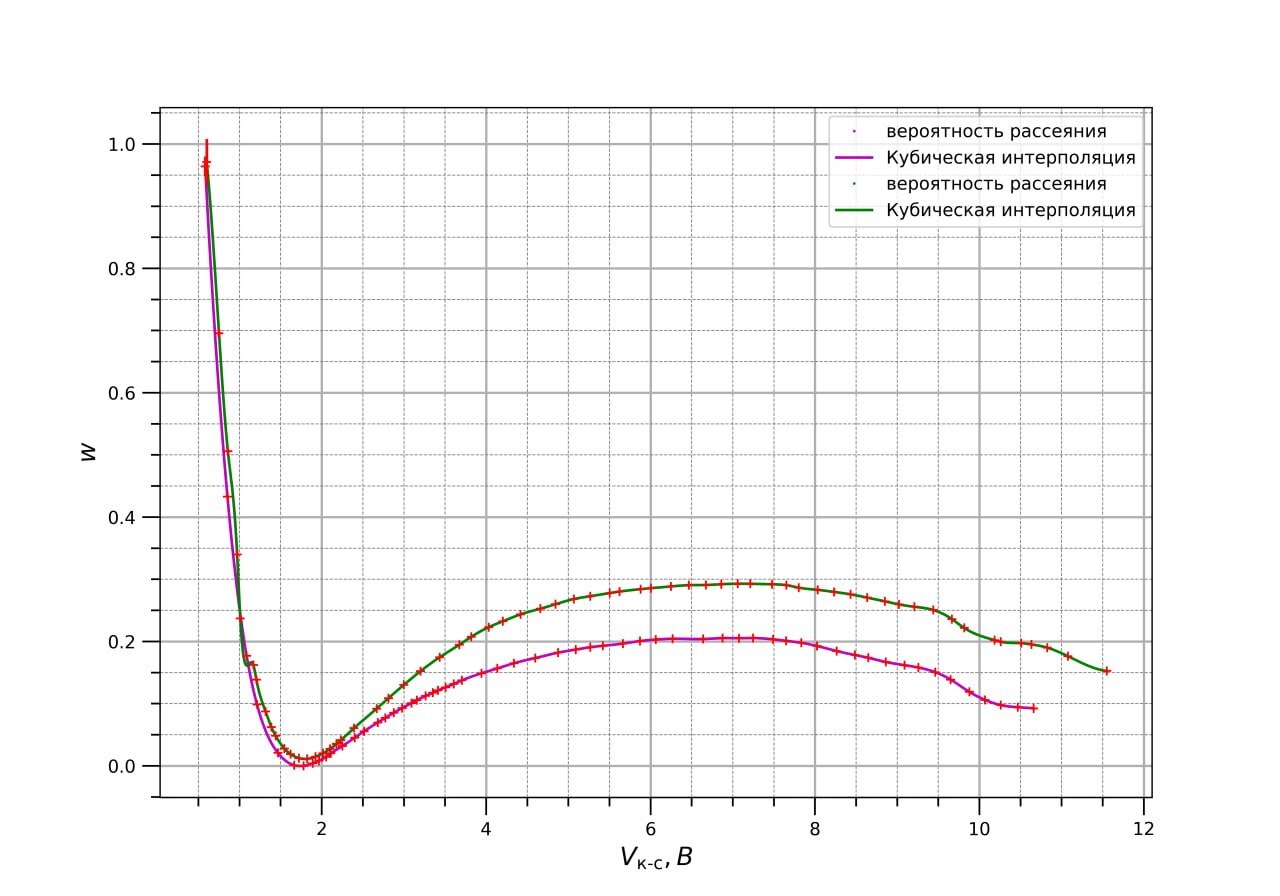 вероятность рассеяния
Кубическая интерполяция
вероятность рассеяния
Кубическая интерполяция
1.0
0.8
0.6
0.4
0.2
0.0
w
2 4 6 8 10 12
Vк-с, В